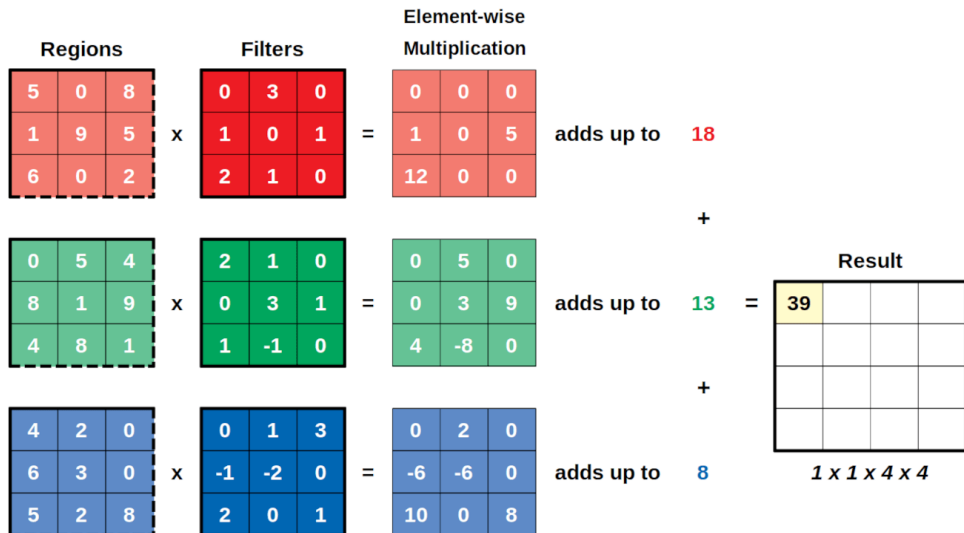 Element-wise
Regions Filters Multiplication
5 0 8 0 3 0 0 0 0
1 9 5 x 1 0 1 = 1 0 5 adds up to 18
6 0 2 2 1 0 12 0 0
+
0 5 4 2 1 0 0 5 0 Result
8 1 9 x 0 3 1 = 0 3 9 adds up to 13 = 39
4 8 1 1 -1 0 4 -8 0
+
4 2 0 0 1 3 0 2 0
6 3 0 x -1 -2 0 = -6 -6 0 adds up to 8 1 x 1 x 4 x 4
5 2 8 2 0 1 10 0 8